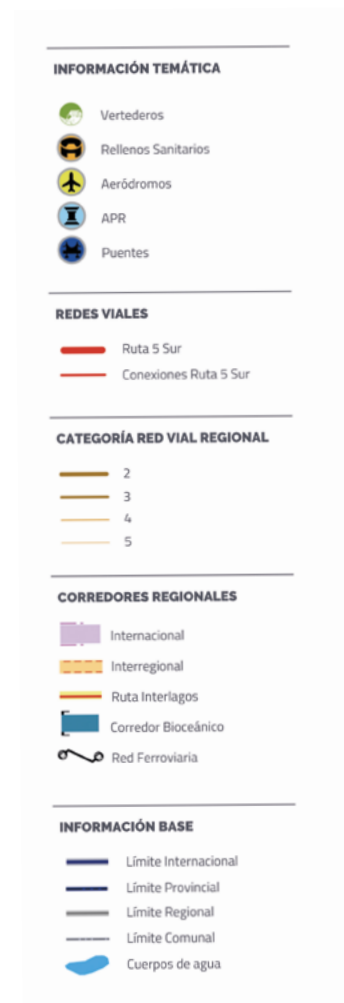 INFORMACIÓN TEMÁTICA
Vertederos
Rellenos Sanitarios
Aeródromos
APR
Puentes
REDES VIALES
Ruta 5 Sur
Conexiones Ruta 5 Sur
CATEGORÍA RED VIAL REGIONAL
2
3
4
5
CORREDORES REGIONALES
Internacional
Interregional
Ruta Interlagos
Corredor Bioceánico
Red Ferroviaria
INFORMACIÓN BASE
Límite Internacional
Límite Provincial
Límite Regional
Límite Comunal
Cuerpos de agua